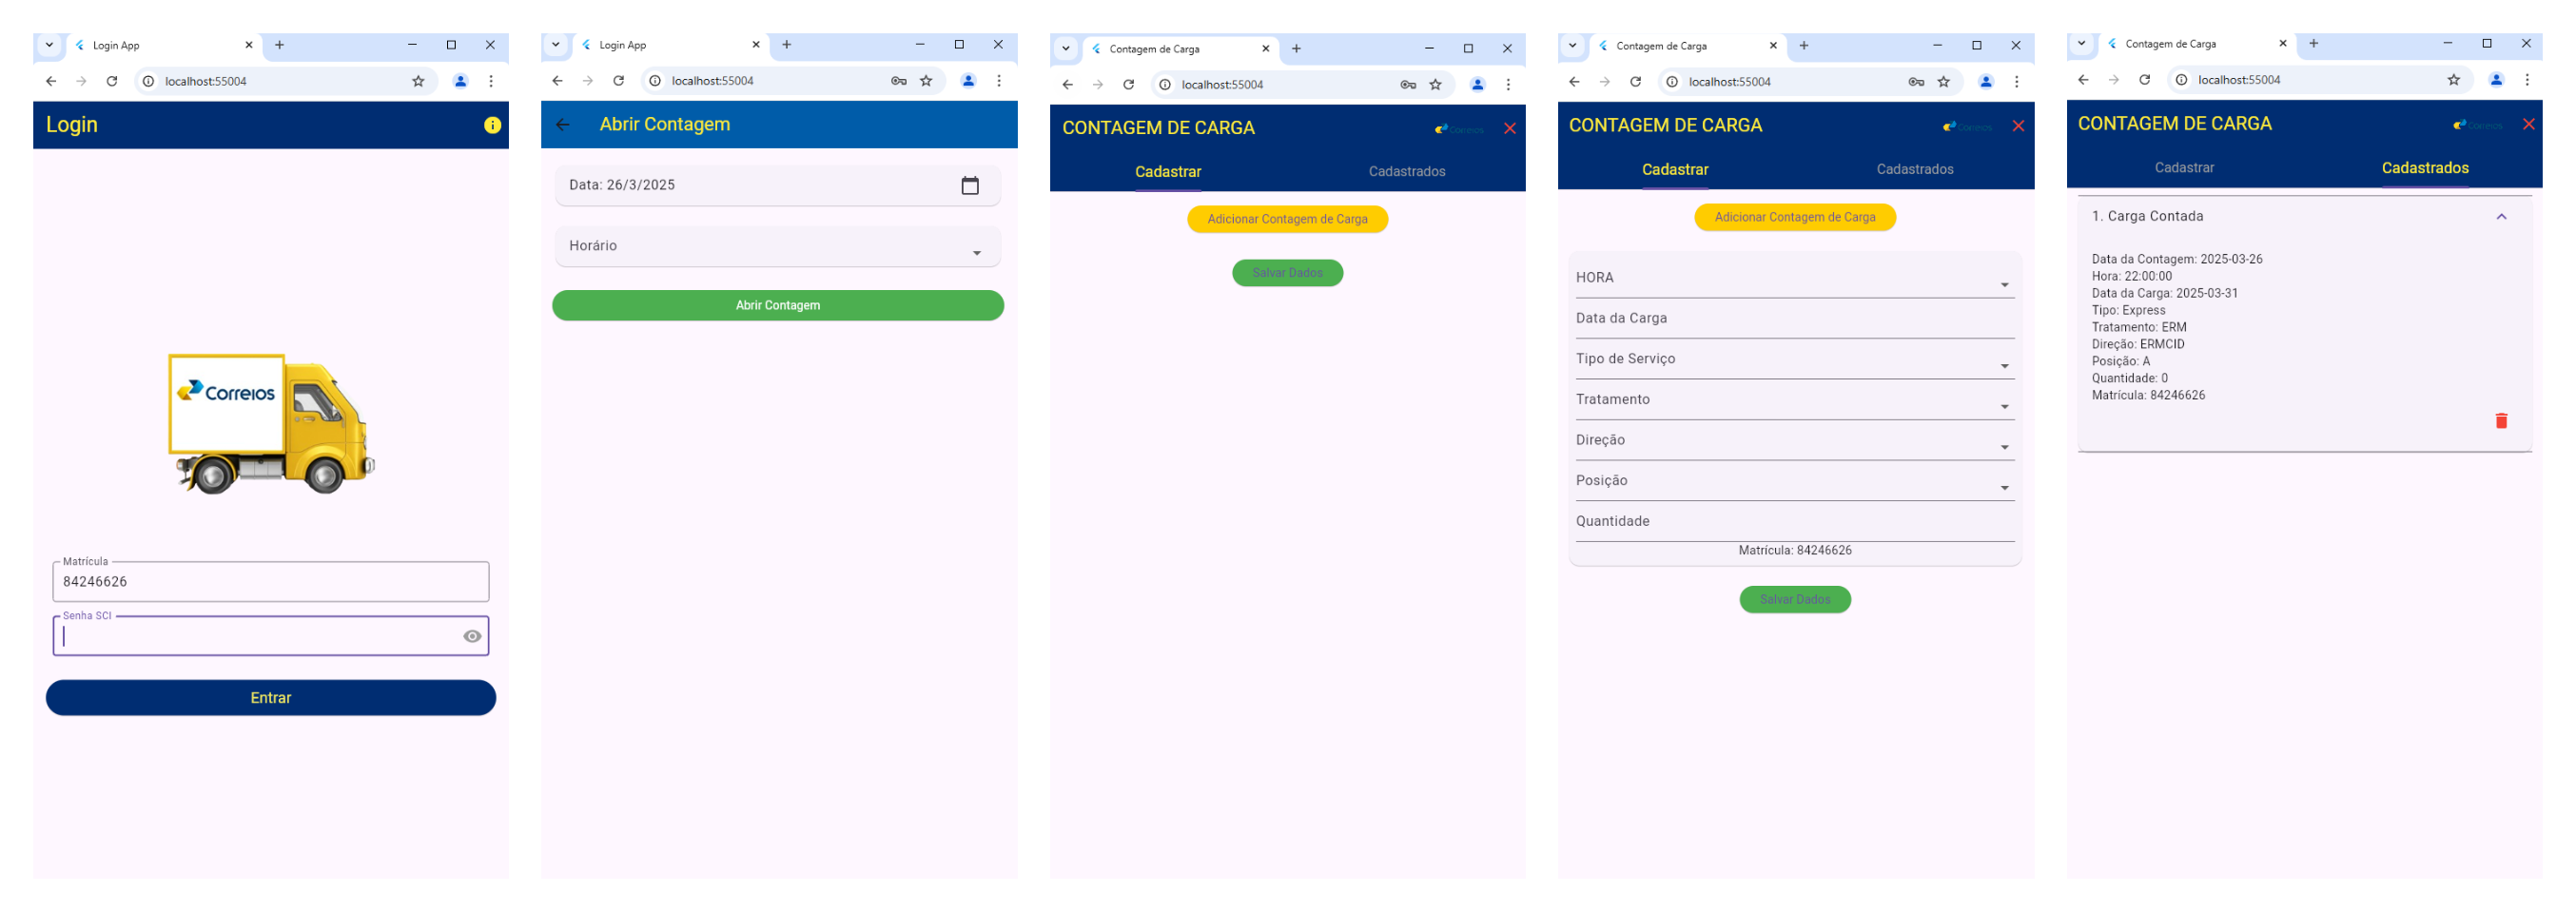 Login App
localhost:55004
Login
Correios
Matrícula
84246626
Senha SCI
Entrar
Login App
localhost:55004
Abrir Contagem
Data: 26/3/2025
Horário
Abrir Contagem
Contagem de Carga
localhost:55004
CONTAGEM DE CARGA
Correios
Cadastrar
Cadastrados
Adicionar Contagem de Carga
Salvar Dados
Contagem de Carga
localhost:55004
CONTAGEM DE CARGA
Correios
Cadastrar
Cadastrados
Adicionar Contagem de Carga
HORA
Data da Carga
Tipo de Serviço
Tratamento
Direção
Posição
Quantidade
Matrícula: 84246626
Salvar Dados
Contagem de Carga
localhost:55004
CONTAGEM DE CARGA
Correios
Cadastrar
Cadastrados
1. Carga Contada
Data da Contagem: 2025-03-26
Hora: 22:00:00
Data da Carga: 2025-03-31
Tipo: Express
Tratamento: ERM
Direção: ERMCID
Posição: A
Quantidade: 0
Matrícula: 84246626